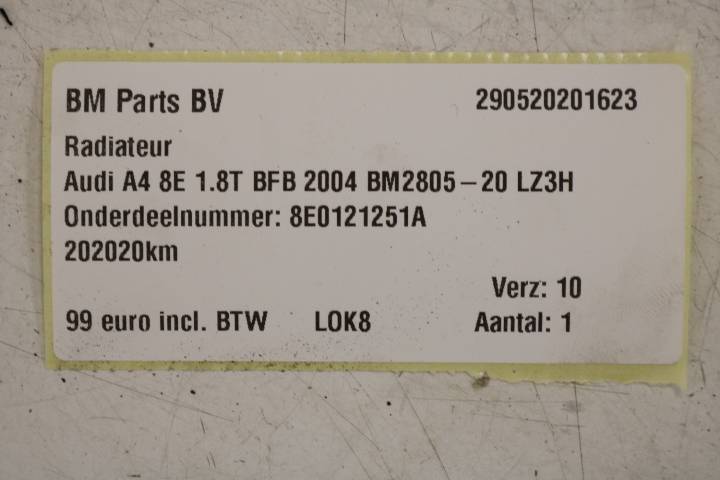 BM Parts BV 290520201623
Radiateur
Audi A4 8E 1.8T BFB 2004 BM2805-20 LZ3H
Onderdeelnummer: 8E0121251A
202020km
Verz: 10
99 euro incl. BTW LOK8 Aantal: 1